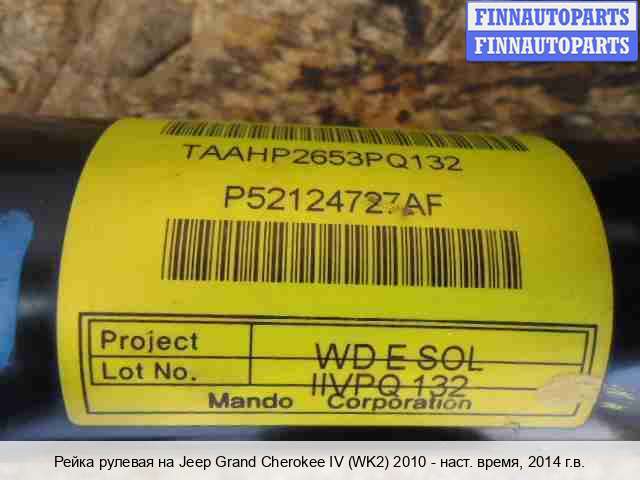 FINNAUTOPARTS
FINNAUTOPARTS
TAAHP2653PQ132
P52124727AF
Project
WD E SOL
Lot No.
IIVPQ 132
Mando Corporation
Рейка рулевая на Jeep Grand Cherokee IV (WK2) 2010 - наст. время, 2014 г.в.